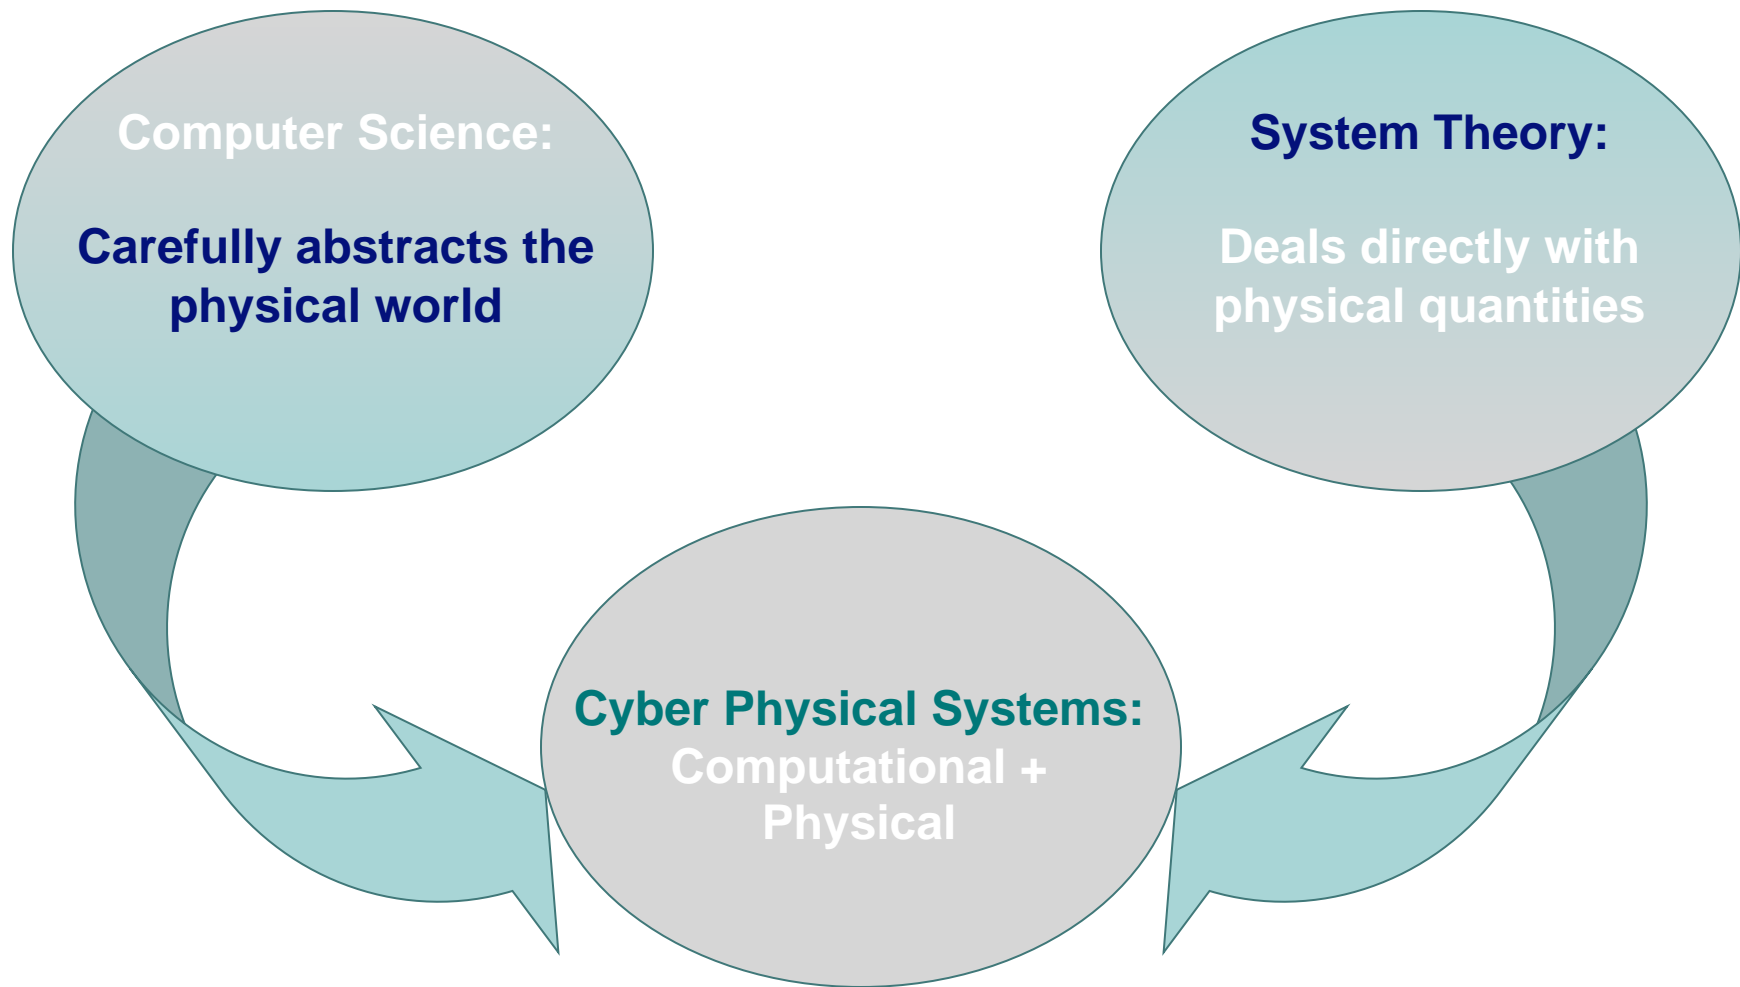 Computer Science:
Carefully abstracts the
physical world
System Theory:
Deals directly with
physical quantities
Cyber Physical Systems:
Computational +
Physical